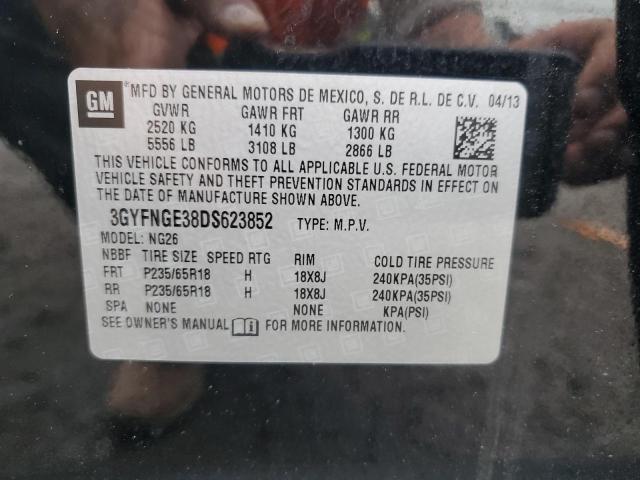 GM
MFD BY GENERAL MOTORS DE MEXICO, S. DE R.L. DE C.V. 04/13
GVWR GAWR FRT GAWR RR
2520 KG 1410 KG 1300 KG
5556 LB 3108 LB 2866 LB
THIS VEHICLE CONFORMS TO ALL APPLICABLE U.S. FEDERAL MOTOR
VEHICLE SAFETY AND THEFT PREVENTION STANDARDS IN EFFECT ON
THE DATE OF MANUFACTURE SHOWN ABOVE.
3GYFNGE38DS623852 TYPE: M.P.V.
MODEL: NG26
NBBF TIRE SIZE SPEED RTG RIM COLD TIRE PRESSURE
FRT P235/65R18 H 18X8J 240KPA(35PSI)
RR P235/65R18 H 18X8J 240KPA(35PSI)
SPA NONE NONE KPA(PSI)
SEE OWNER'S MANUAL FOR MORE INFORMATION.